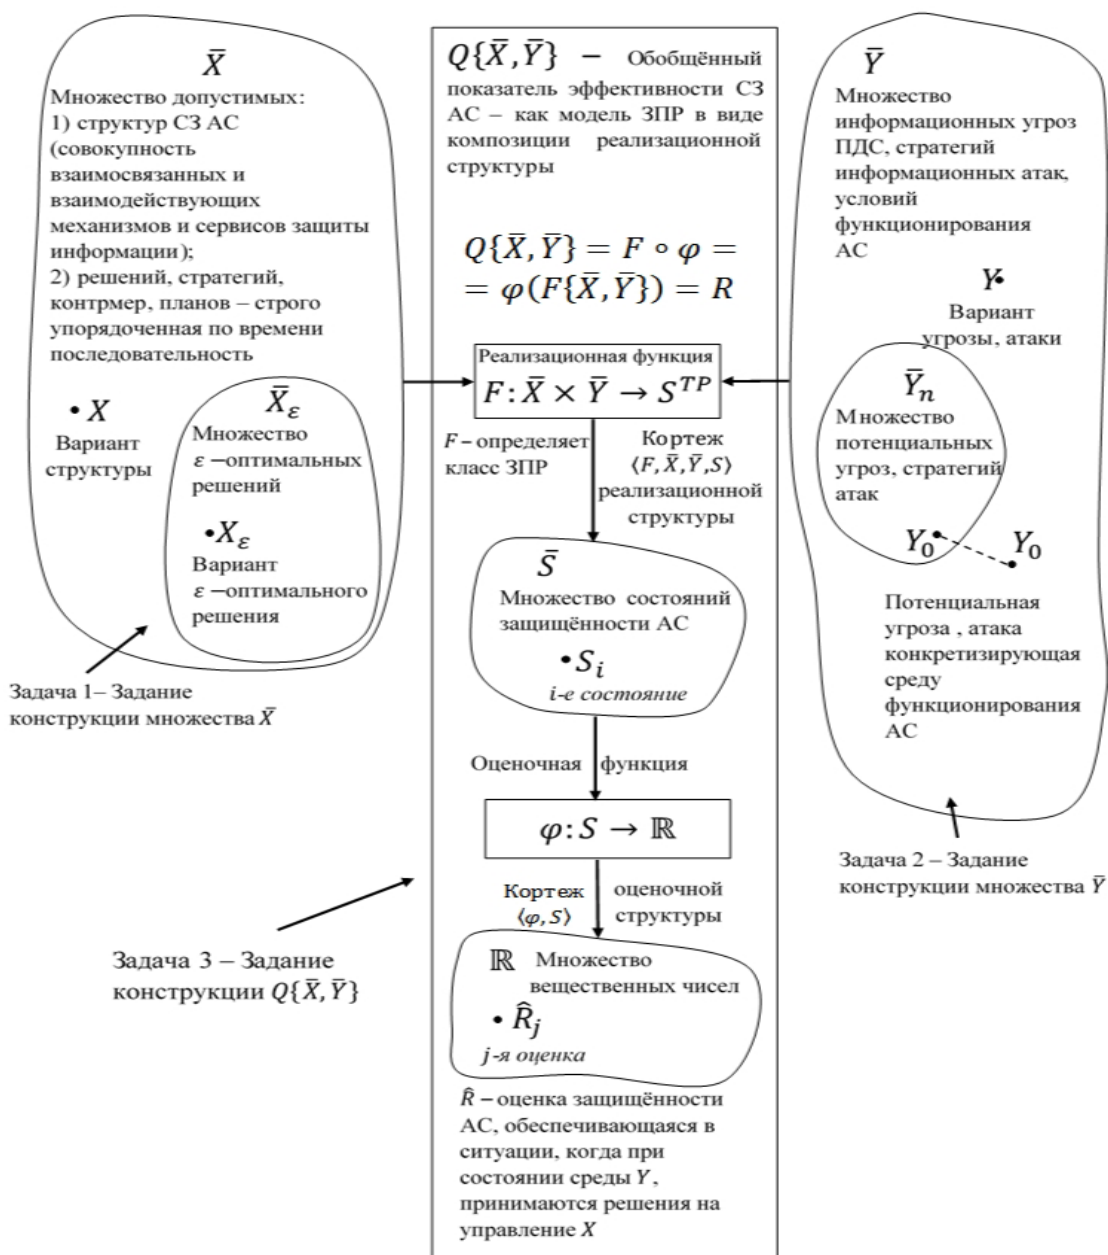 X̄
Множество допустимых:
1) структур СЗ АС
(совокупность
взаимосвязанных и
взаимодействующих
механизмов и сервисов защиты
информации);
2) решений, стратегий,
контрмер, планов – строго
упорядоченная по времени
последовательность
• X
Вариант
структуры
X̄ε
Множество
ε –оптимальных
решений
•Xε
Вариант
ε –оптимального
решения
Задача 1– Задание
конструкции множества X̄
Q{X̄,Ȳ} – Обобщённый
показатель эффективности СЗ
АС – как модель ЗПР в виде
композиции реализационной
структуры
Q{X̄,Ȳ} = F ∘ φ =
= φ(F{X̄,Ȳ}) = R
Реализационная функция
F: X̄ × Ȳ → S^TP
F – определяет
класс ЗПР
Кортеж
⟨F, X̄, Ȳ, S⟩
реализационной
структуры
S̄
Множество состояний
защищённости АС
• Sᵢ
i-е состояние
Оценочная функция
φ: S → ℝ
Кортеж
⟨φ, S⟩
оценочной
структуры
ℝ Множество
вещественных чисел
• R̂ⱼ
j-я оценка
R̂ – оценка защищённости
АС, обеспечивающаяся в
ситуации, когда при
состоянии среды Y,
принимаются решения на
управление X
Задача 3 – Задание
конструкции Q{X̄,Ȳ}
Ȳ
Множество
информационных угроз
ПДС, стратегий
информационных атак,
условий
функционирования
АС
Y•
Вариант
угрозы, атаки
Ȳₙ
Множество
потенциальных
угроз, стратегий
атак
Y₀
Y₀
Потенциальная
угроза , атака
конкретизирующая
среду
функционирования
АС
Задача 2 – Задание
конструкции множества Ȳ